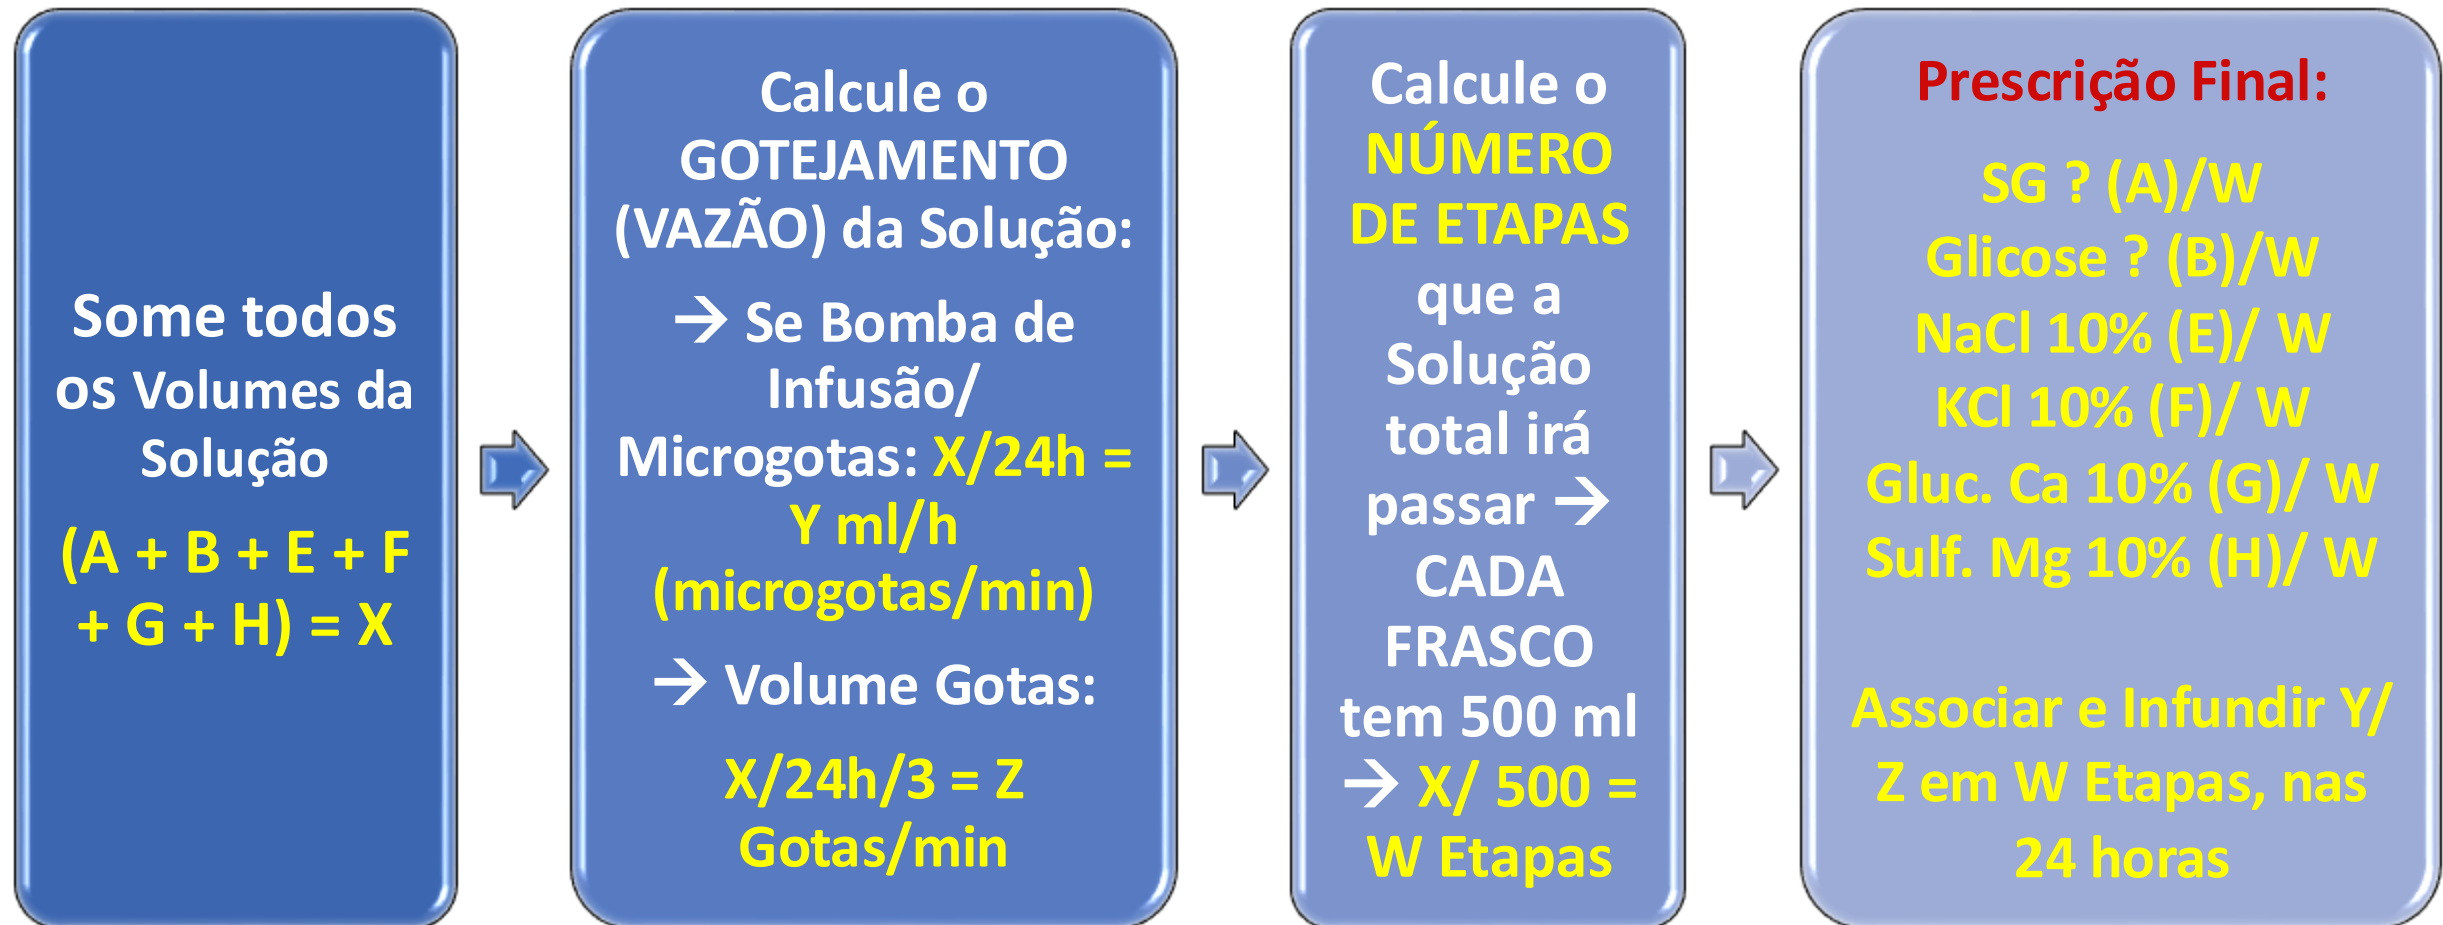 Some todos
os Volumes da
Solução
(A + B + E + F
+ G + H) = X
Calcule o
GOTEJAMENTO
(VAZÃO) da Solução:
→ Se Bomba de
Infusão/
Microgotas: X/24h =
Y ml/h
(microgotas/min)
→ Volume Gotas:
X/24h/3 = Z
Gotas/min
Calcule o
NÚMERO
DE ETAPAS
que a
Solução
total irá
passar →
CADA
FRASCO
tem 500 ml
→ X/ 500 =
W Etapas
Prescrição Final:
SG ? (A)/W
Glicose ? (B)/W
NaCl 10% (E)/ W
KCl 10% (F)/ W
Gluc. Ca 10% (G)/ W
Sulf. Mg 10% (H)/ W
Associar e Infundir Y/
Z em W Etapas, nas
24 horas